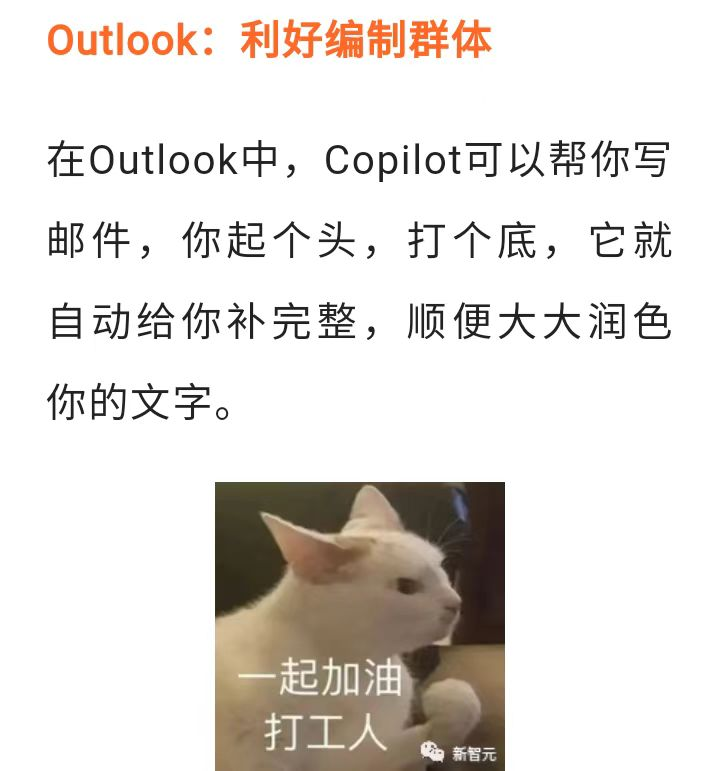 Outlook：利好编制群体
在Outlook中，Copilot可以帮你写
邮件，你起个头，打个底，它就
自动给你补完整，顺便大大润色
你的文字。
一起加油
打工人
新智元